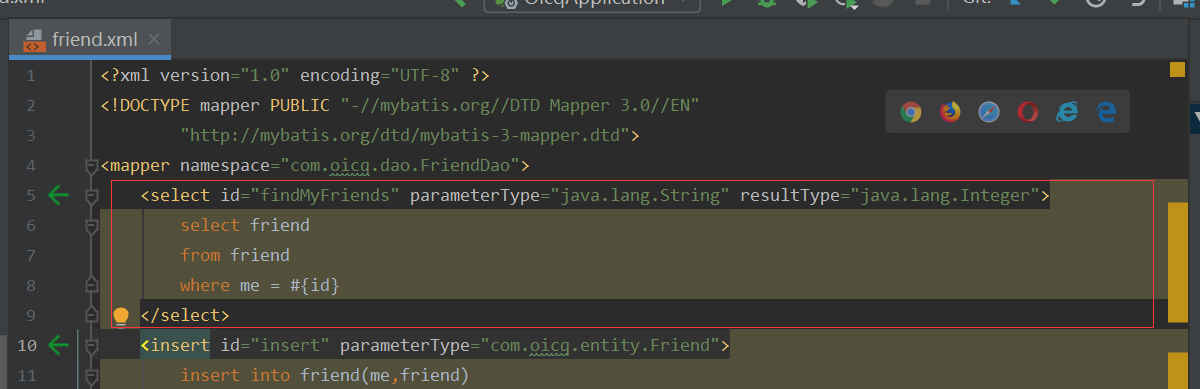 d.xml
OicqApplication
Git:
friend.xml
1 <?xml version="1.0" encoding="UTF-8" ?>
2 <!DOCTYPE mapper PUBLIC "-//mybatis.org//DTD Mapper 3.0//EN"
3 "http://mybatis.org/dtd/mybatis-3-mapper.dtd">
4 <mapper namespace="com.oicq.dao.FriendDao">
5 <select id="findMyFriends" parameterType="java.lang.String" resultType="java.lang.Integer">
6 select friend
7 from friend
8 where me = #{id}
9 </select>
10 <insert id="insert" parameterType="com.oicq.entity.Friend">
11 insert into friend(me,friend)